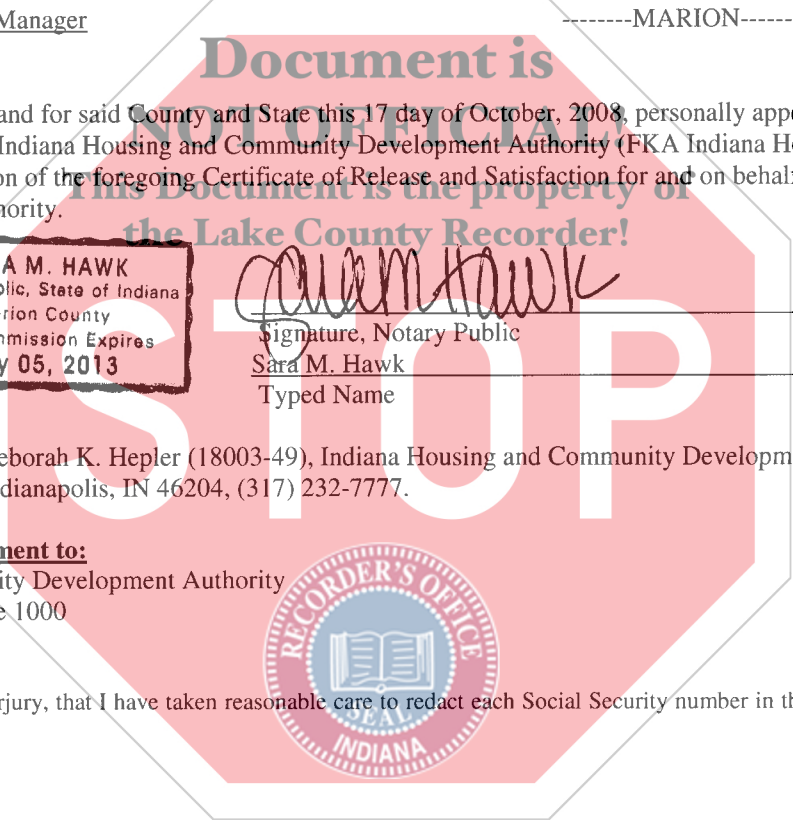 Manager
--------MARION------
Document is
NOT OFFICIAL!
and for said County and State this 17 day of October, 2008, personally appe
Indiana Housing and Community Development Authority (FKA Indiana H
on of the foregoing Certificate of Release and Satisfaction for and on behalf
This Document is the property of
ority.
the Lake County Recorder!
A M. HAWK
lic, State of Indiana
rion County
mission Expires
y 05, 2013
Sara M Hawk
Signature, Notary Public
Sara M. Hawk
Typed Name
STOP
eborah K. Hepler (18003-49), Indiana Housing and Community Developm
dianapolis, IN 46204, (317) 232-7777.
ment to:
ity Development Authority
e 1000
RECORDER'S OFFICE
rjury, that I have taken reasonable care to redact each Social Security number in th
SEAL
INDIANA